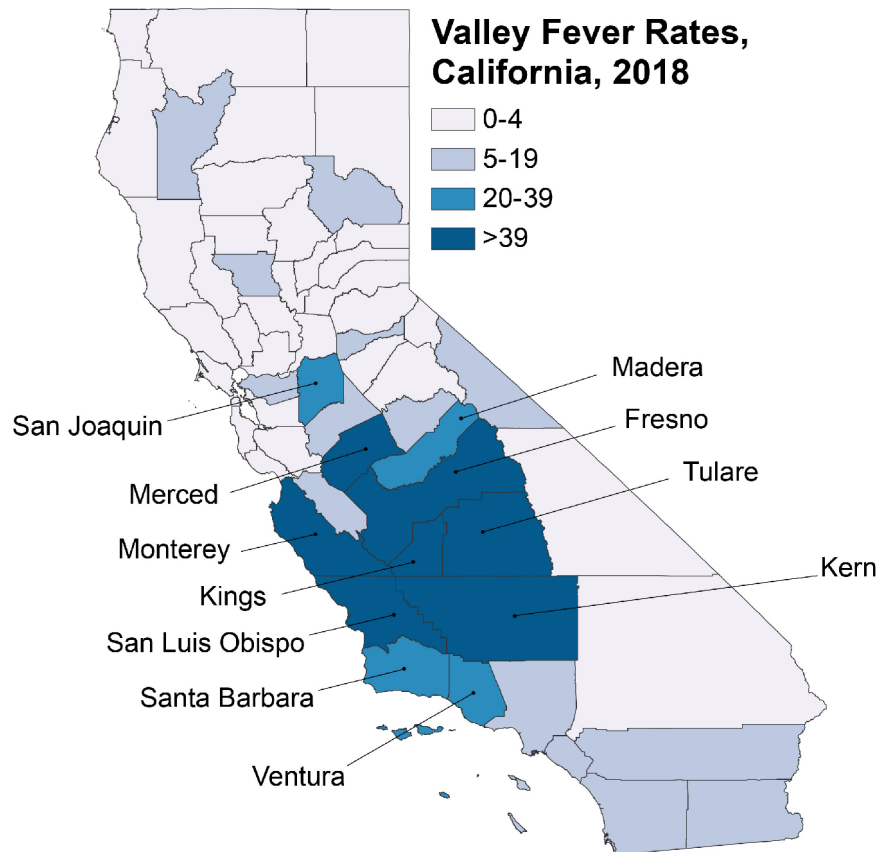 Valley Fever Rates,
California, 2018
0-4
5-19
20-39
>39
Madera
San Joaquin
Fresno
Tulare
Merced
Monterey
Kern
Kings
San Luis Obispo
Santa Barbara
Ventura